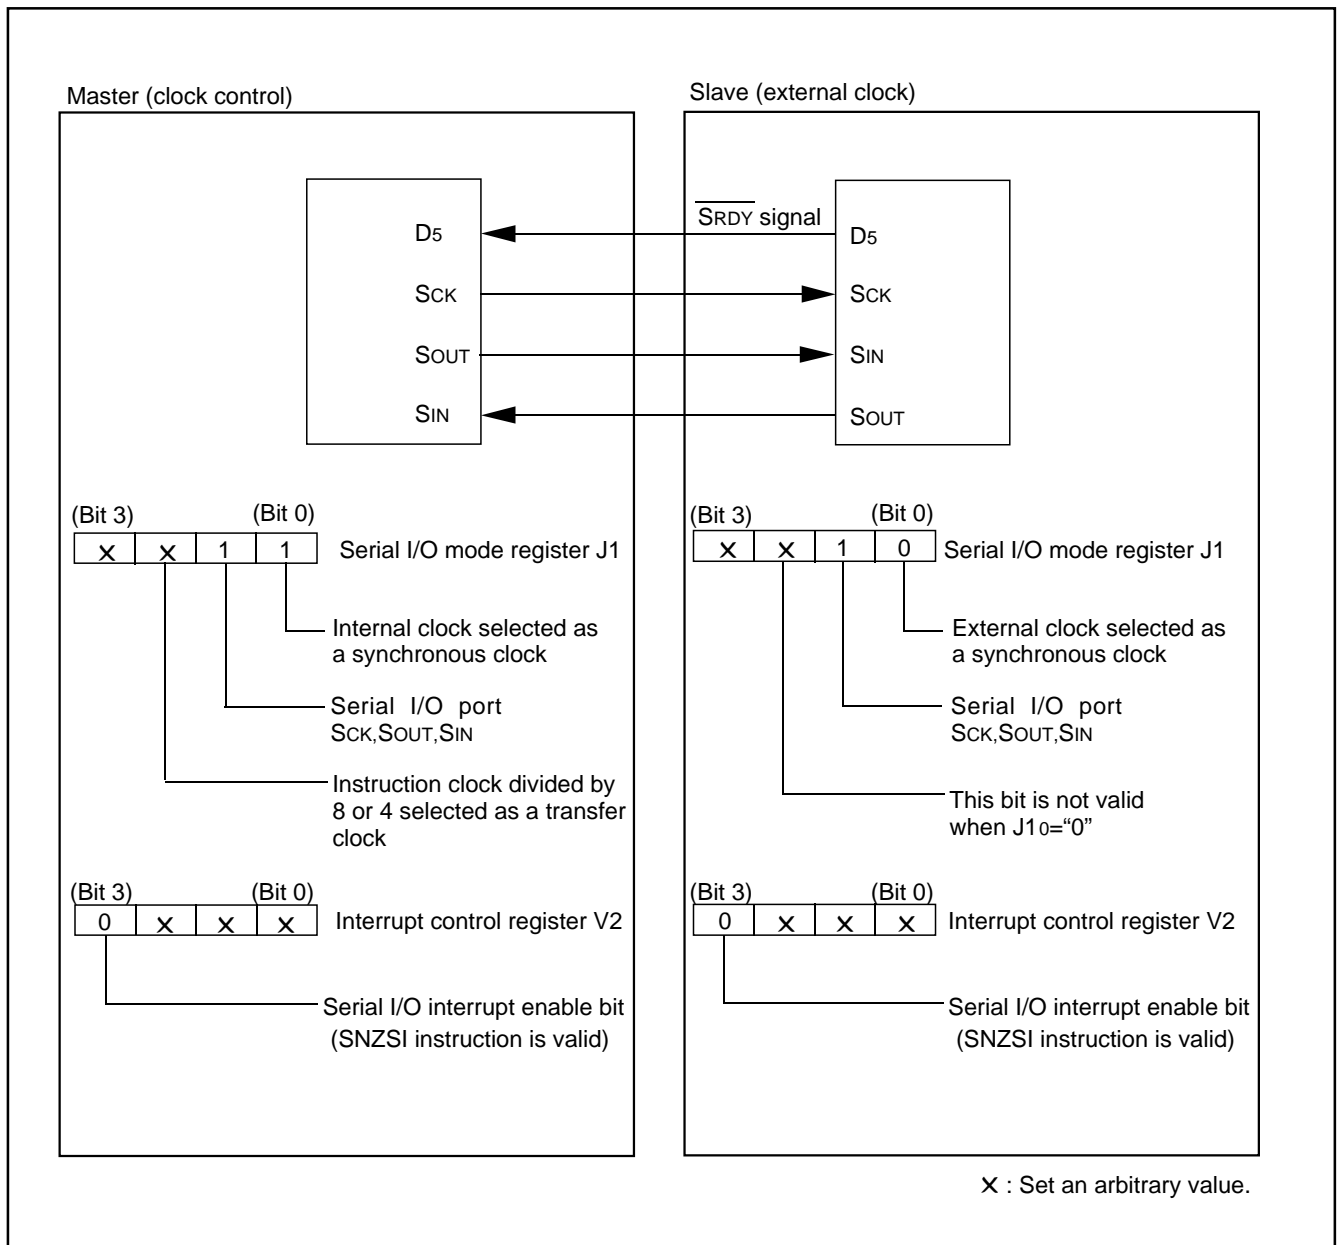 Master (clock control)
Slave (external clock)
SRDY signal
D5
SCK
SOUT
SIN
D5
SCK
SIN
SOUT
(Bit 3) (Bit 0)
× × 1 1 Serial I/O mode register J1
Internal clock selected as
a synchronous clock
Serial I/O port
SCK,SOUT,SIN
Instruction clock divided by
8 or 4 selected as a transfer
clock
(Bit 3) (Bit 0)
0 × × × Interrupt control register V2
Serial I/O interrupt enable bit
(SNZSI instruction is valid)
(Bit 3) (Bit 0)
× × 1 0 Serial I/O mode register J1
External clock selected as
a synchronous clock
Serial I/O port
SCK,SOUT,SIN
This bit is not valid
when J10=“0”
(Bit 3) (Bit 0)
0 × × × Interrupt control register V2
Serial I/O interrupt enable bit
(SNZSI instruction is valid)
× : Set an arbitrary value.